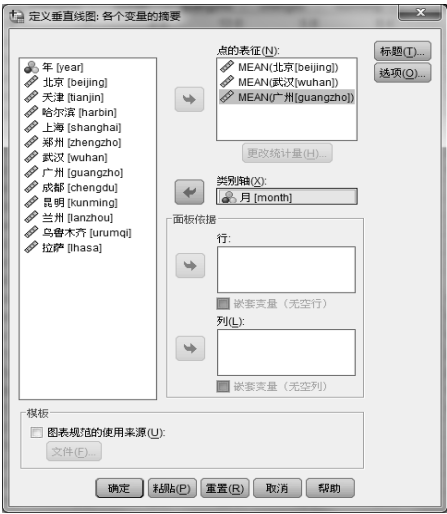 定义垂直线图: 各个变量的摘要
年 [year]
北京 [beijing]
天津 [tianjin]
哈尔滨 [harbin]
上海 [shanghai]
郑州 [zhengzho]
武汉 [wuhan]
广州 [guangzho]
成都 [chengdu]
昆明 [kunming]
兰州 [lanzhou]
乌鲁木齐 [urumqi]
拉萨 [lhasa]
点的表征(N):
MEAN(北京[beijing])
MEAN(武汉[wuhan])
MEAN(广州[guangzho])
更改统计量(H)...
类别轴(X):
月 [month]
面板依据
行:
嵌套变量（无空行）
列(L):
嵌套变量（无空列）
标题(T)...
选项(O)...
模板
图表规范的使用来源(U):
文件(F)...
确定 粘贴(P) 重置(R) 取消 帮助